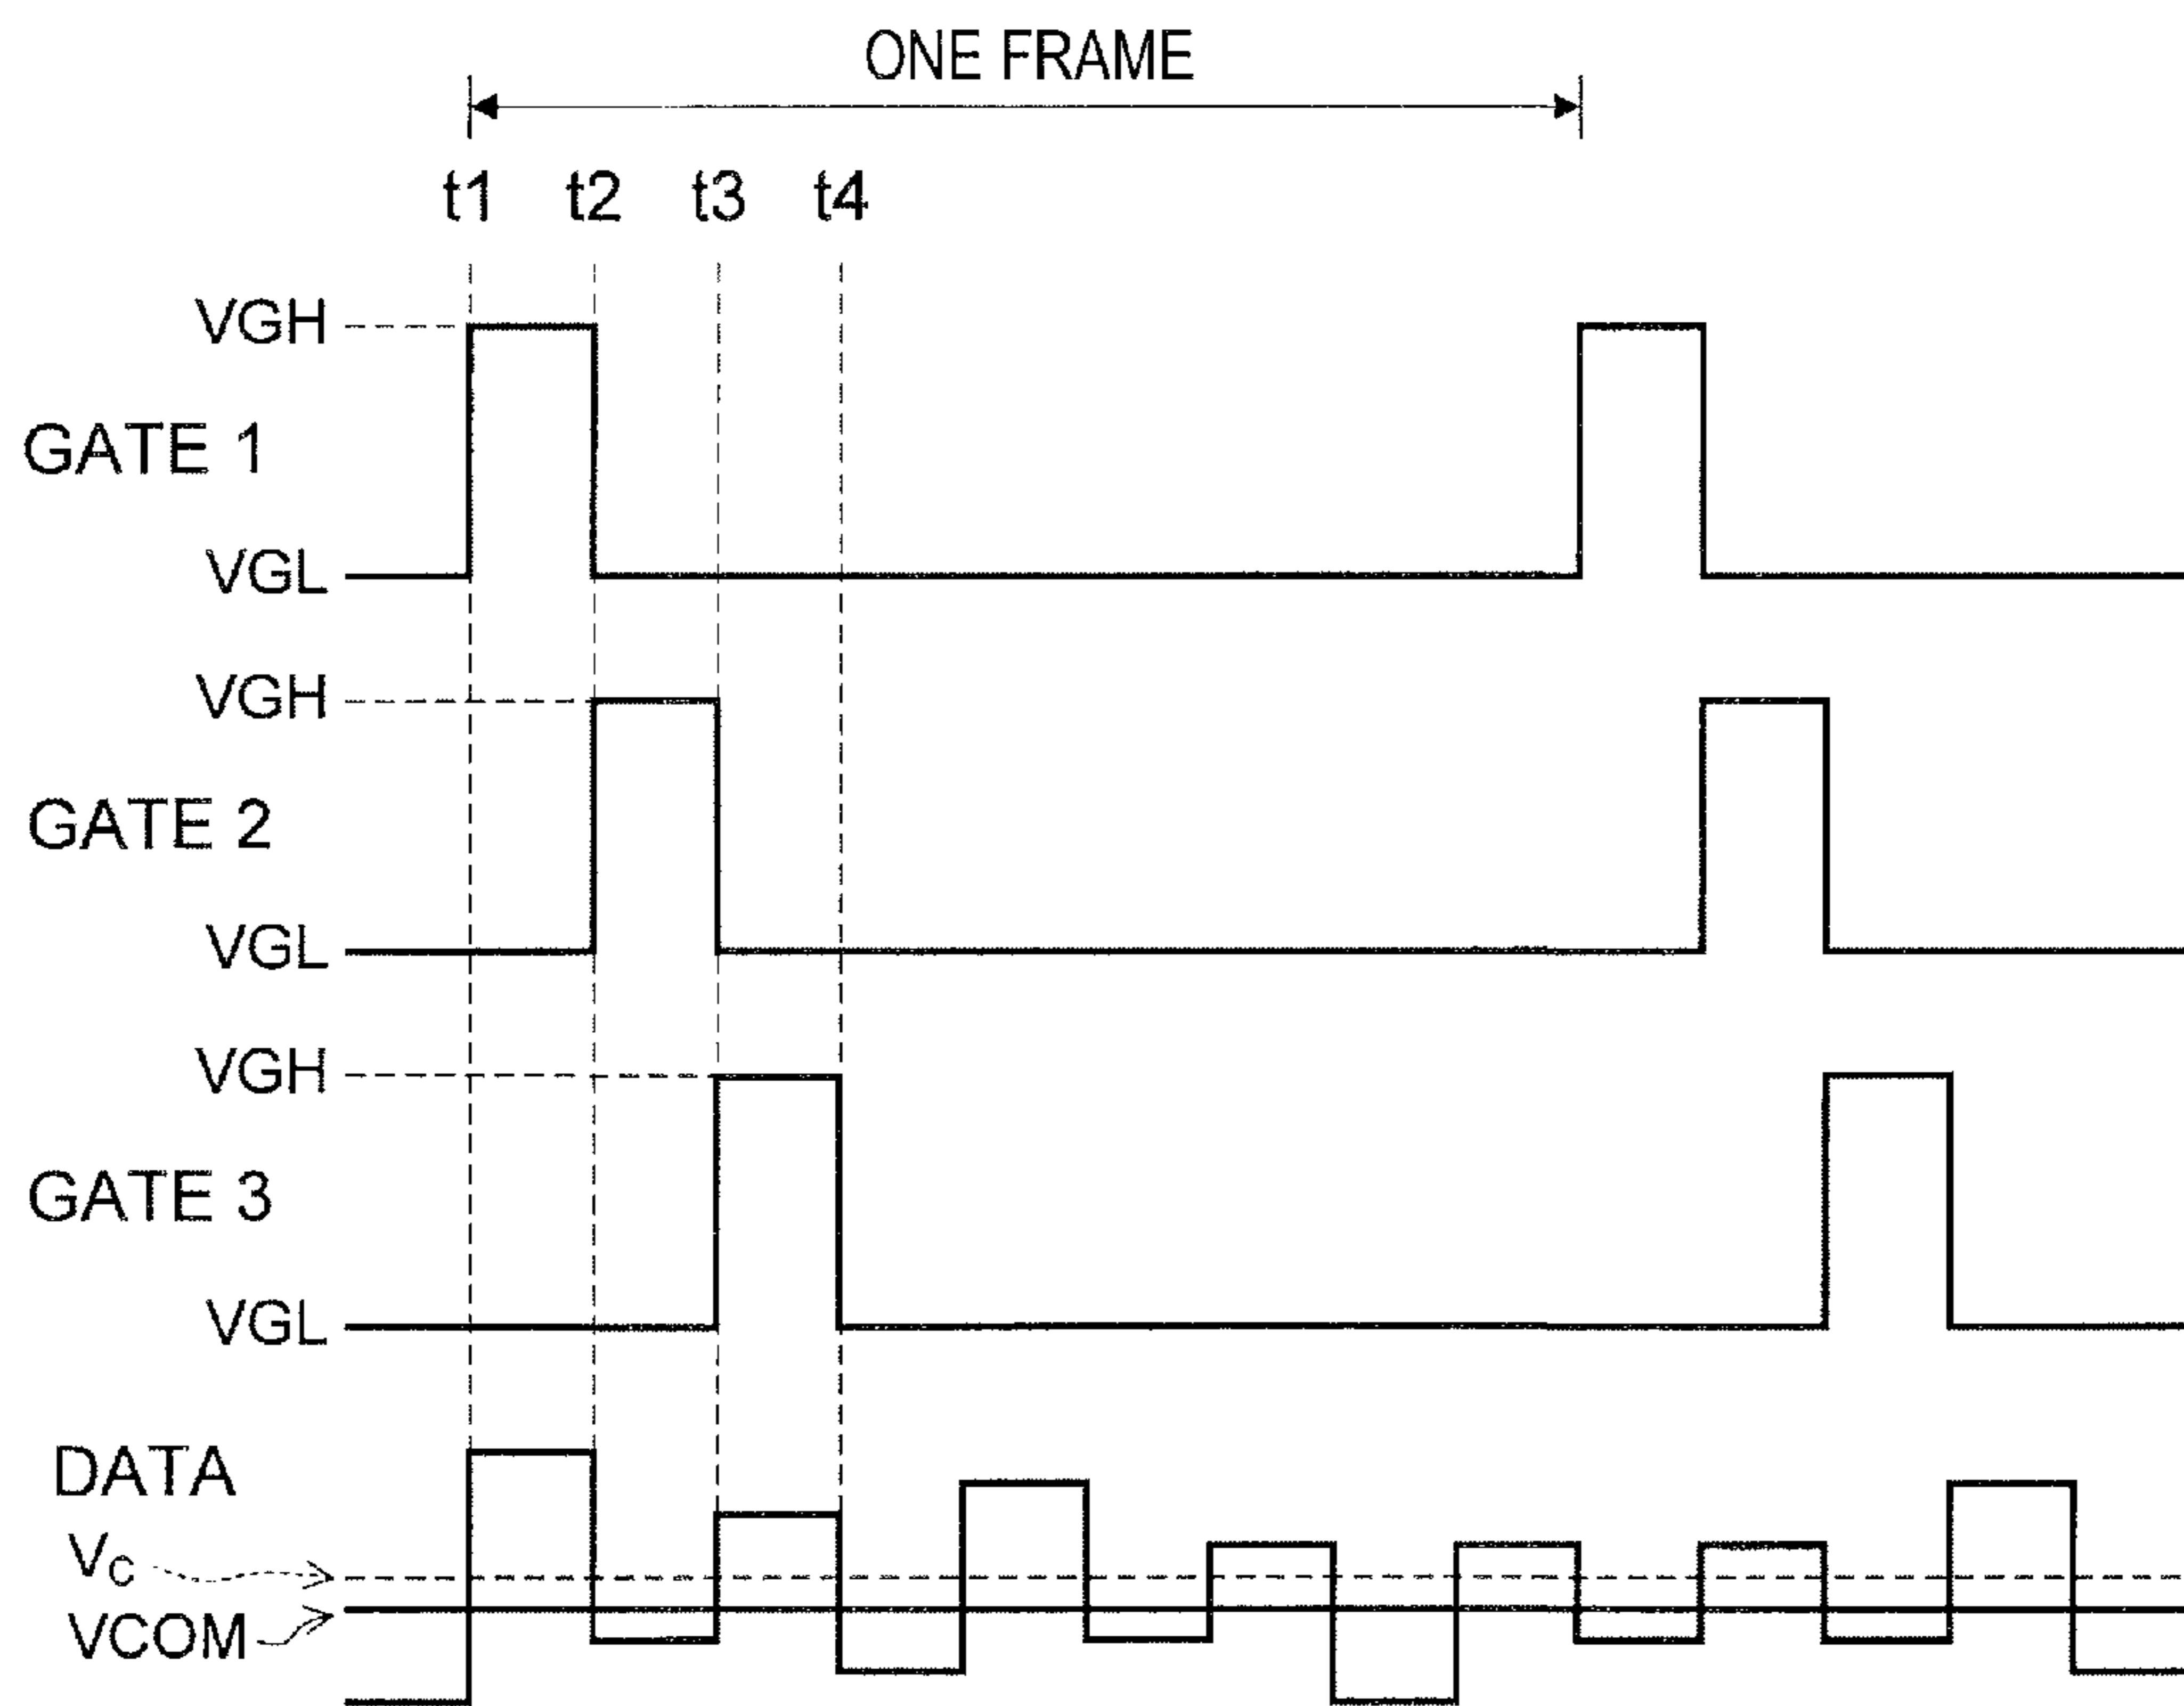 ONE FRAME
t1 t2 t3 t4
VGH
GATE 1
VGL
VGH
GATE 2
VGL
VGH
GATE 3
VGL
DATA
Vc
VCOM